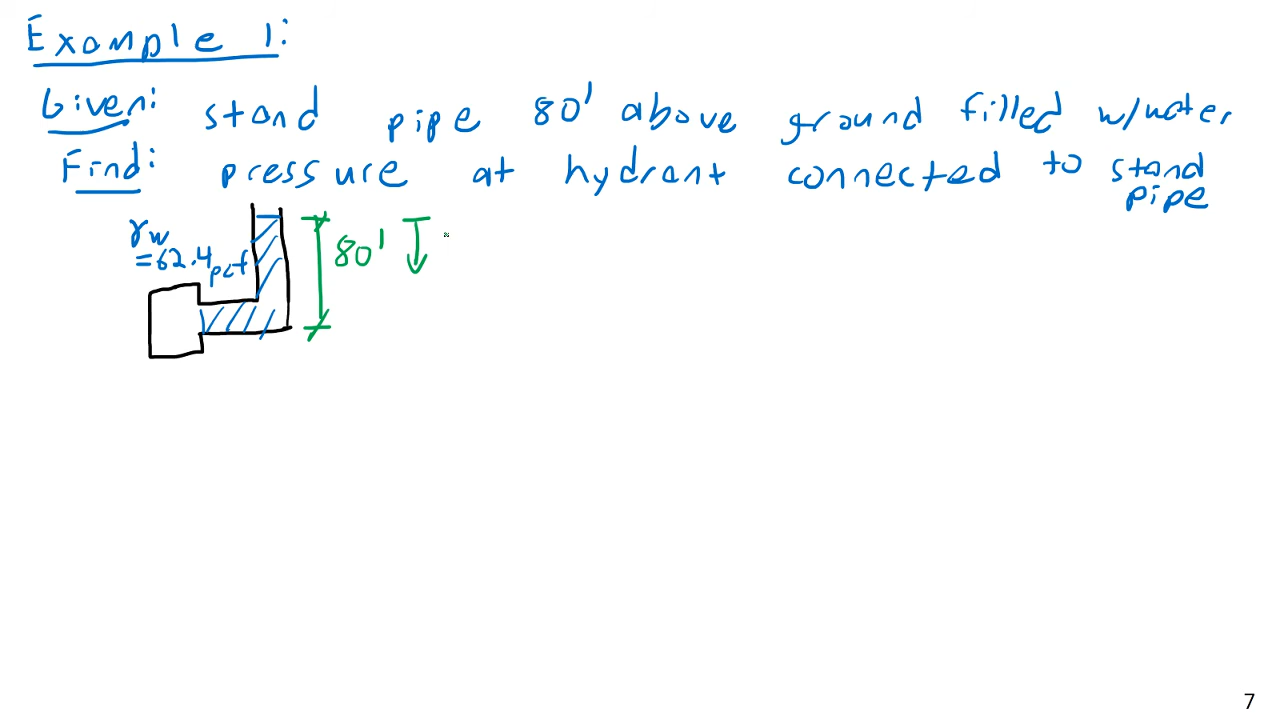 Example 1:
Given: stand pipe 80' above ground filled w/water
Find: pressure at hydrant connected to stand
pipe
γw
=62.4pcf
80'
7